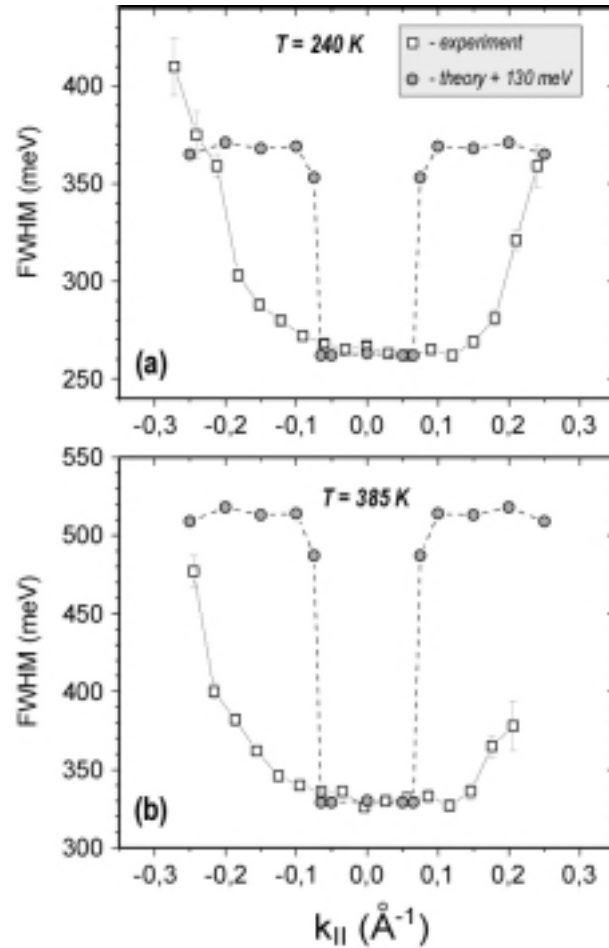 T = 240 K
- experiment
- theory + 130 meV
400
350
300
250
FWHM (meV)
(a)
-0,3 -0,2 -0,1 0,0 0,1 0,2 0,3
550
500
450
400
350
300
FWHM (meV)
T = 385 K
(b)
-0,3 -0,2 -0,1 0,0 0,1 0,2 0,3
k_II (Å⁻¹)